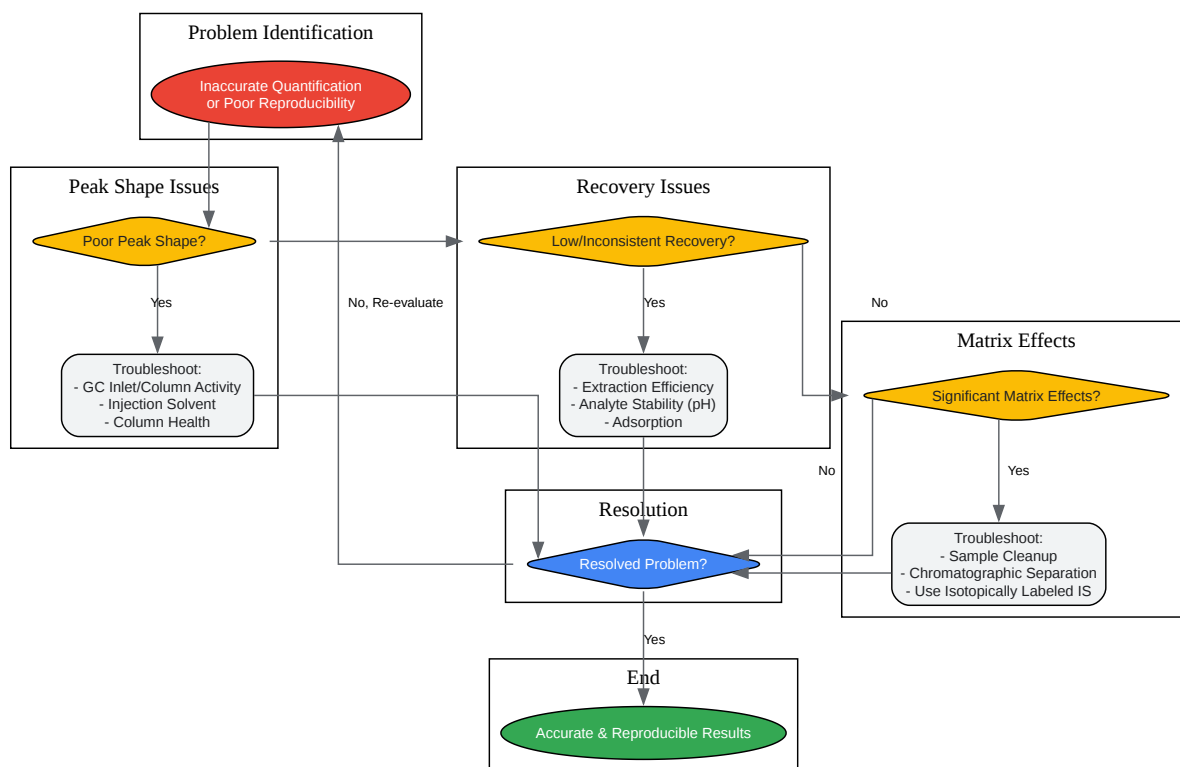 Problem Identification
Inaccurate Quantification
or Poor Reproducibility
Peak Shape Issues
Poor Peak Shape?
Yes
Troubleshoot:
- GC Inlet/Column Activity
- Injection Solvent
- Column Health
No, Re-evaluate
Recovery Issues
Low/Inconsistent Recovery?
Yes
No
Troubleshoot:
- Extraction Efficiency
- Analyte Stability (pH)
- Adsorption
Matrix Effects
Significant Matrix Effects?
No
Yes
Troubleshoot:
- Sample Cleanup
- Chromatographic Separation
- Use Isotopically Labeled IS
Resolution
Resolved Problem?
Yes
End
Accurate & Reproducible Results